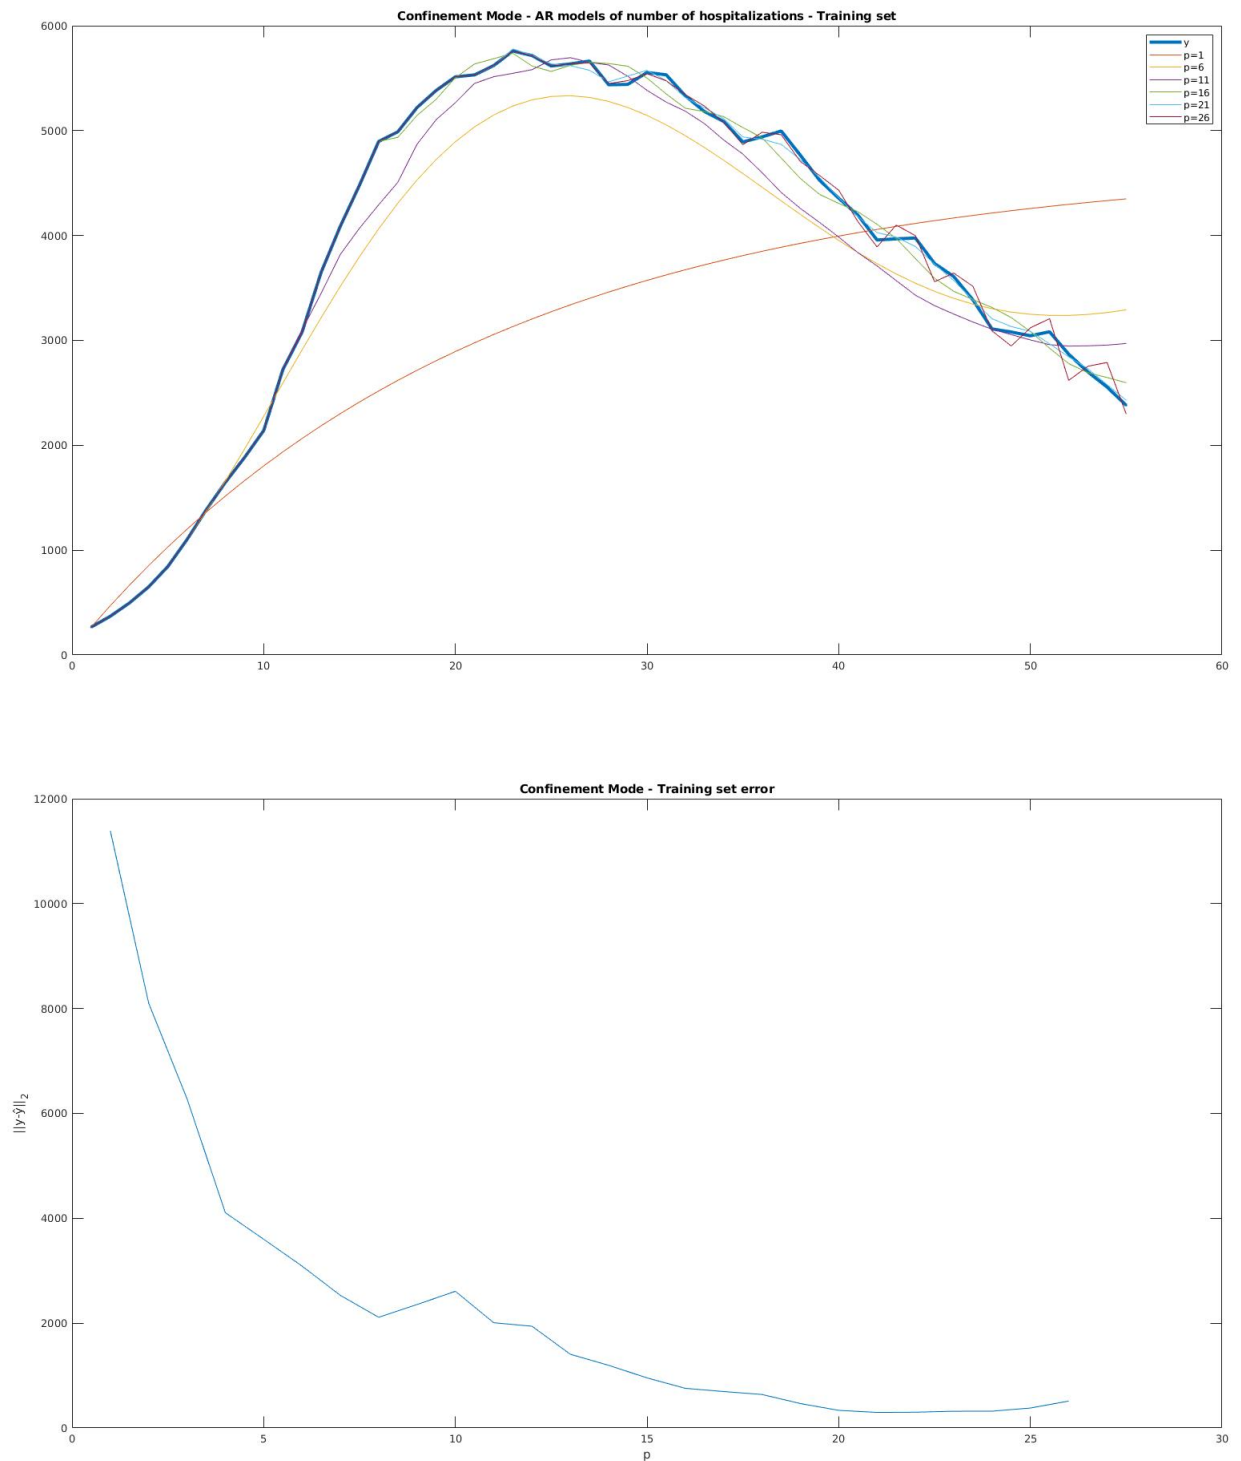 Confinement Mode - AR models of number of hospitalizations - Training set
6000
5000
4000
3000
2000
1000
0
y
p=1
p=6
p=11
p=16
p=21
p=26
0 10 20 30 40 50 60
Confinement Mode - Training set error
12000
10000
8000
6000
4000
2000
0
||y-ŷ||2
0 5 10 15 20 25 30
p